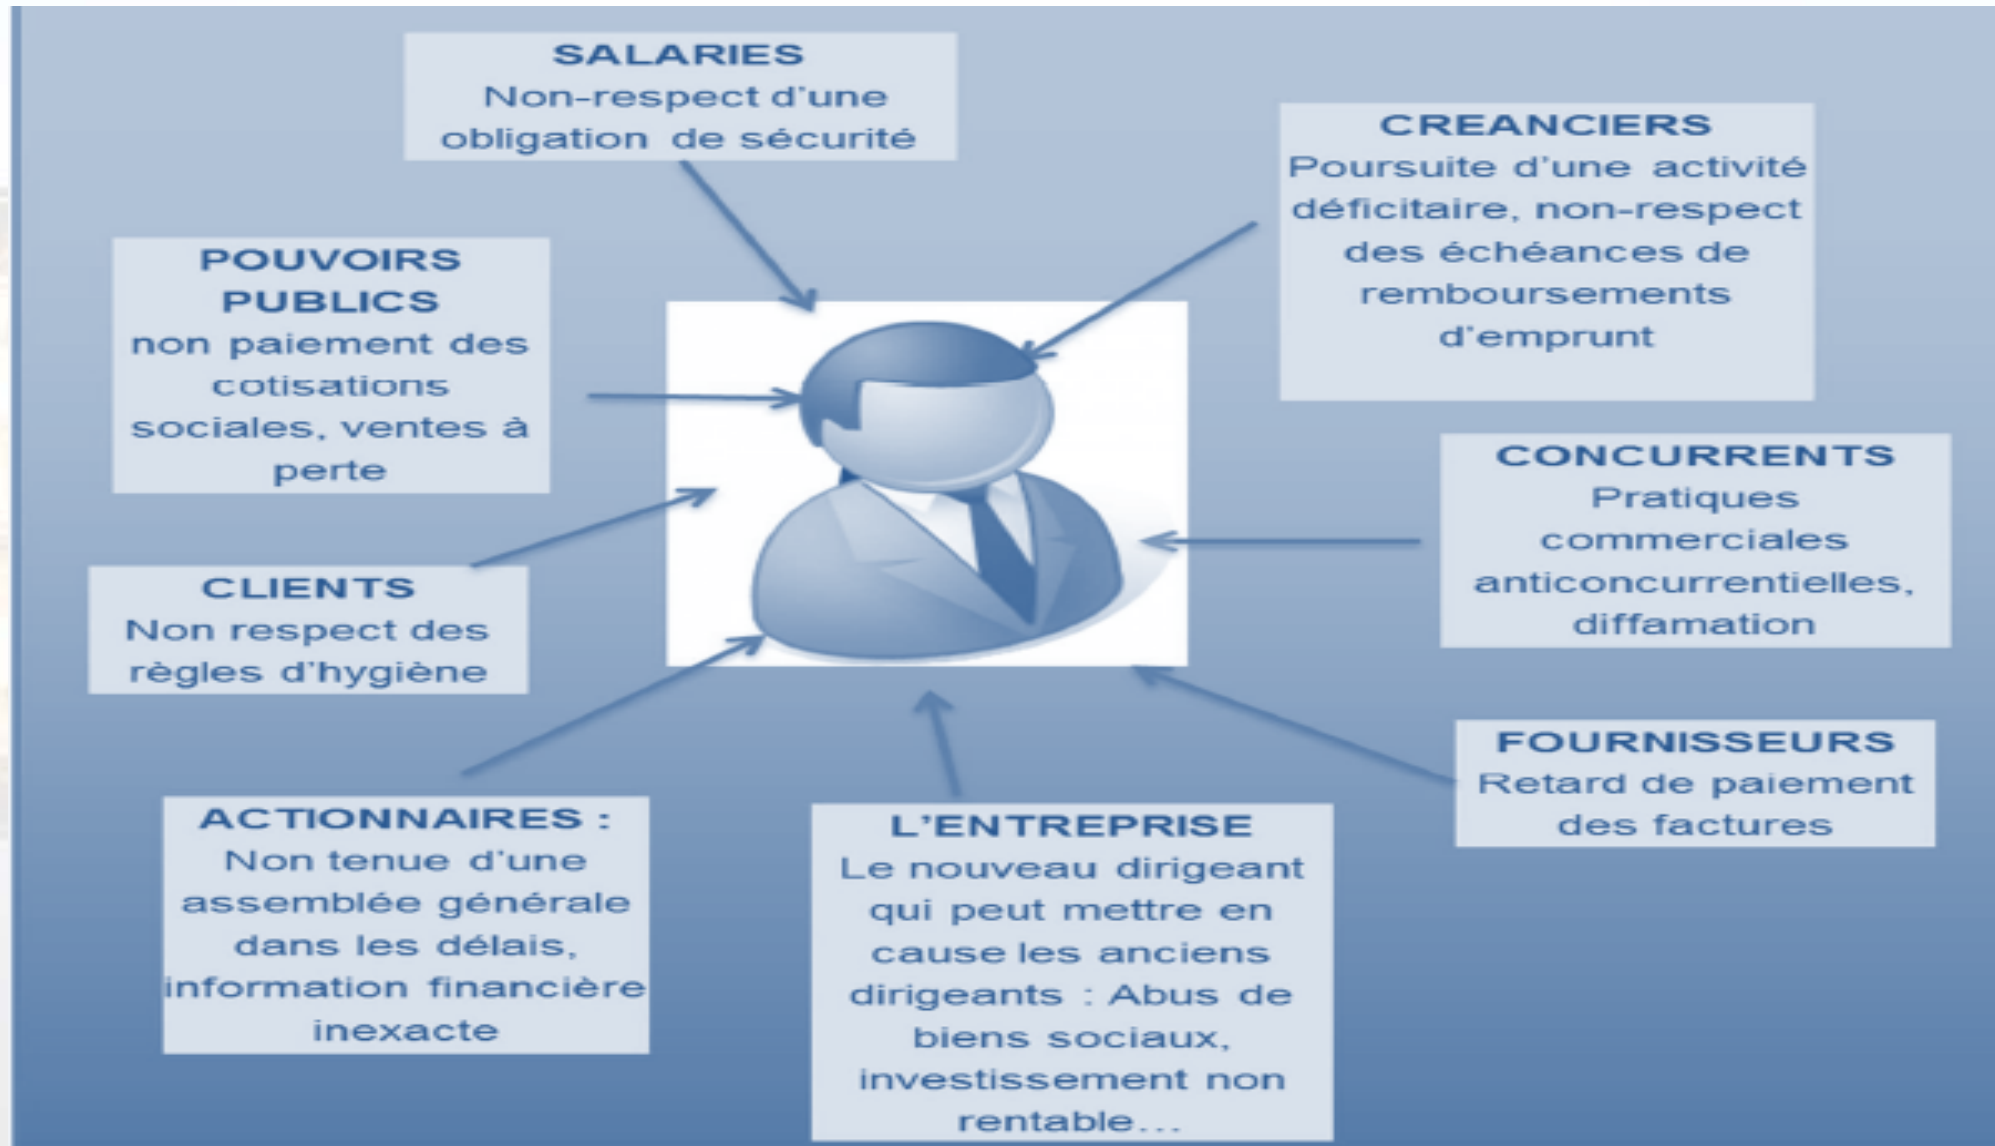 SALARIES
Non-respect d'une
obligation de sécurité
CREANCIERS
Poursuite d'une activité
déficitaire, non-respect
des échéances de
remboursements
d'emprunt
POUVOIRS
PUBLICS
non paiement des
cotisations
sociales, ventes à
perte
CONCURRENTS
Pratiques
commerciales
anticoncurrentielles,
diffamation
CLIENTS
Non respect des
règles d'hygiène
FOURNISSEURS
Retard de paiement
des factures
ACTIONNAIRES :
Non tenue d'une
assemblée générale
dans les délais,
information financière
inexacte
L'ENTREPRISE
Le nouveau dirigeant
qui peut mettre en
cause les anciens
dirigeants : Abus de
biens sociaux,
investissement non
rentable...